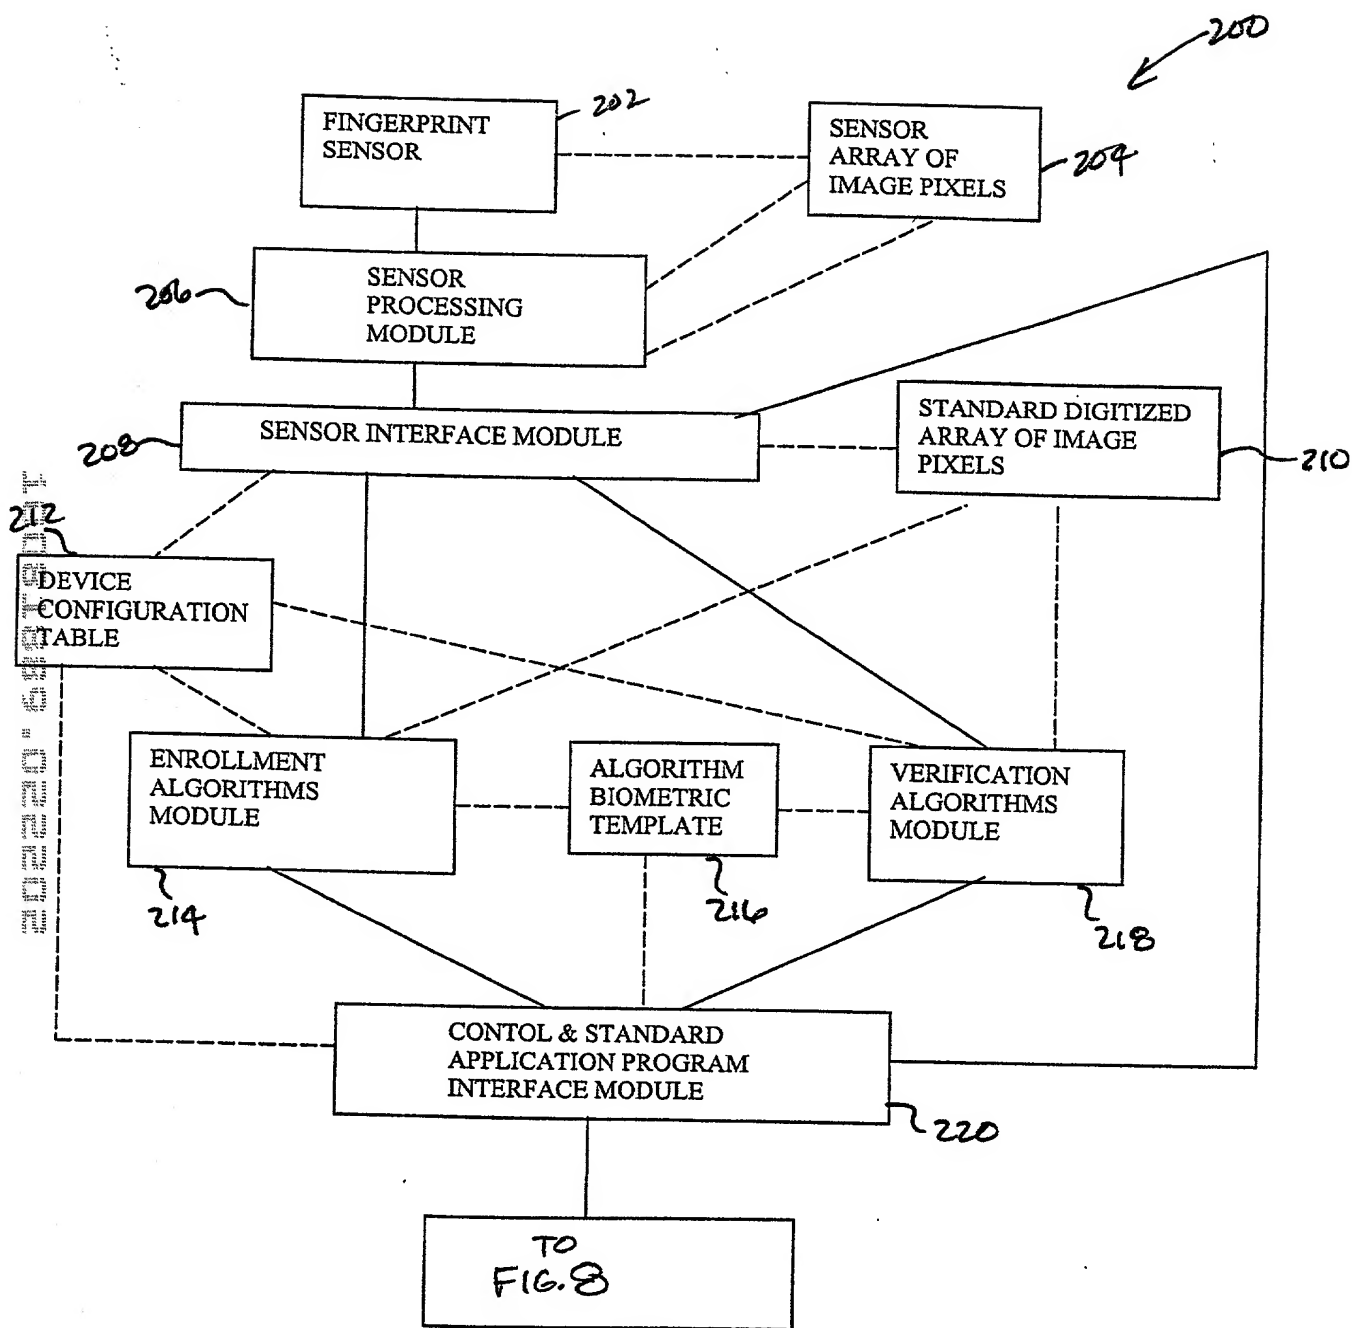 200
FINGERPRINT
SENSOR
202
SENSOR
ARRAY OF
IMAGE PIXELS
204
SENSOR
PROCESSING
MODULE
206
SENSOR INTERFACE MODULE
208
STANDARD DIGITIZED
ARRAY OF IMAGE
PIXELS
210
212
DEVICE
CONFIGURATION
TABLE
ENROLLMENT
ALGORITHMS
MODULE
214
ALGORITHM
BIOMETRIC
TEMPLATE
216
VERIFICATION
ALGORITHMS
MODULE
218
CONTOL & STANDARD
APPLICATION PROGRAM
INTERFACE MODULE
220
TO
FIG.8